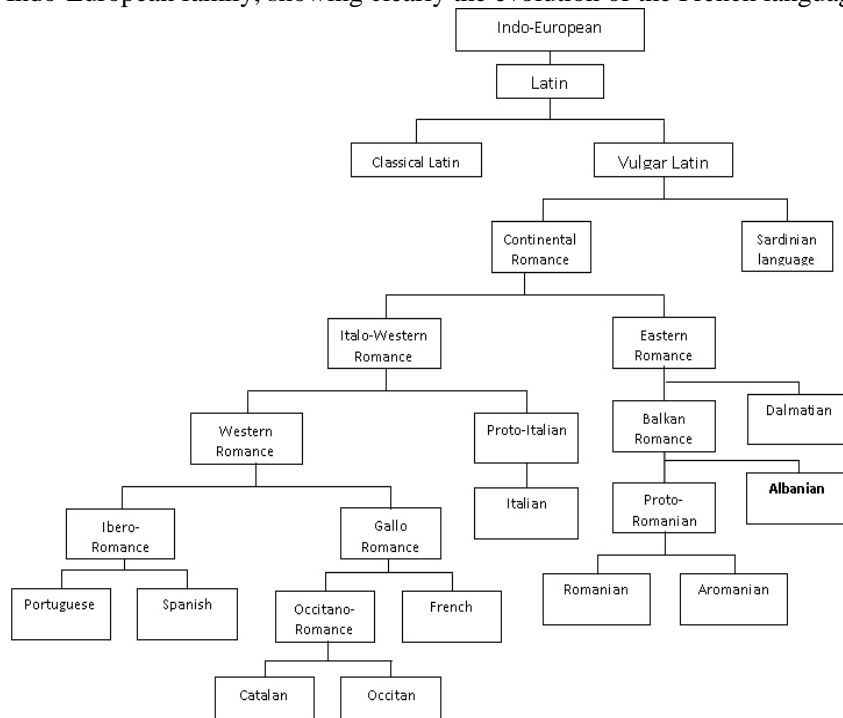 Indo-European family, showing clearly the evolution of the French languag
Indo-European
Latin
Classical Latin
Vulgar Latin
Continental
Romance
Sardinian
language
Italo-Western
Romance
Eastern
Romance
Western
Romance
Proto-Italian
Balkan
Romance
Dalmatian
Ibero-
Romance
Gallo
Romance
Italian
Proto-
Romanian
Albanian
Portuguese
Spanish
Occitano-
Romance
French
Romanian
Aromanian
Catalan
Occitan